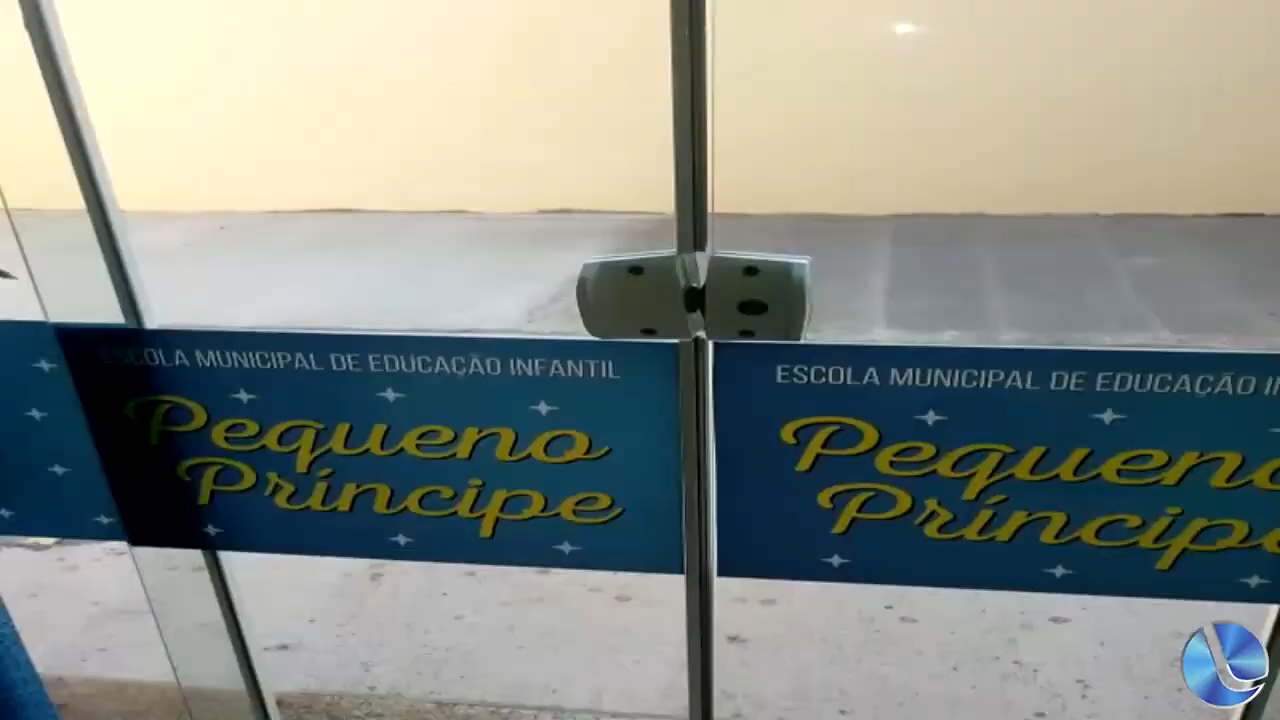 ESCOLA MUNICIPAL DE EDUCAÇÃO INFANTIL
Pequeno
Príncipe
ESCOLA MUNICIPAL DE EDUCAÇÃO
Pequeno
Príncipe